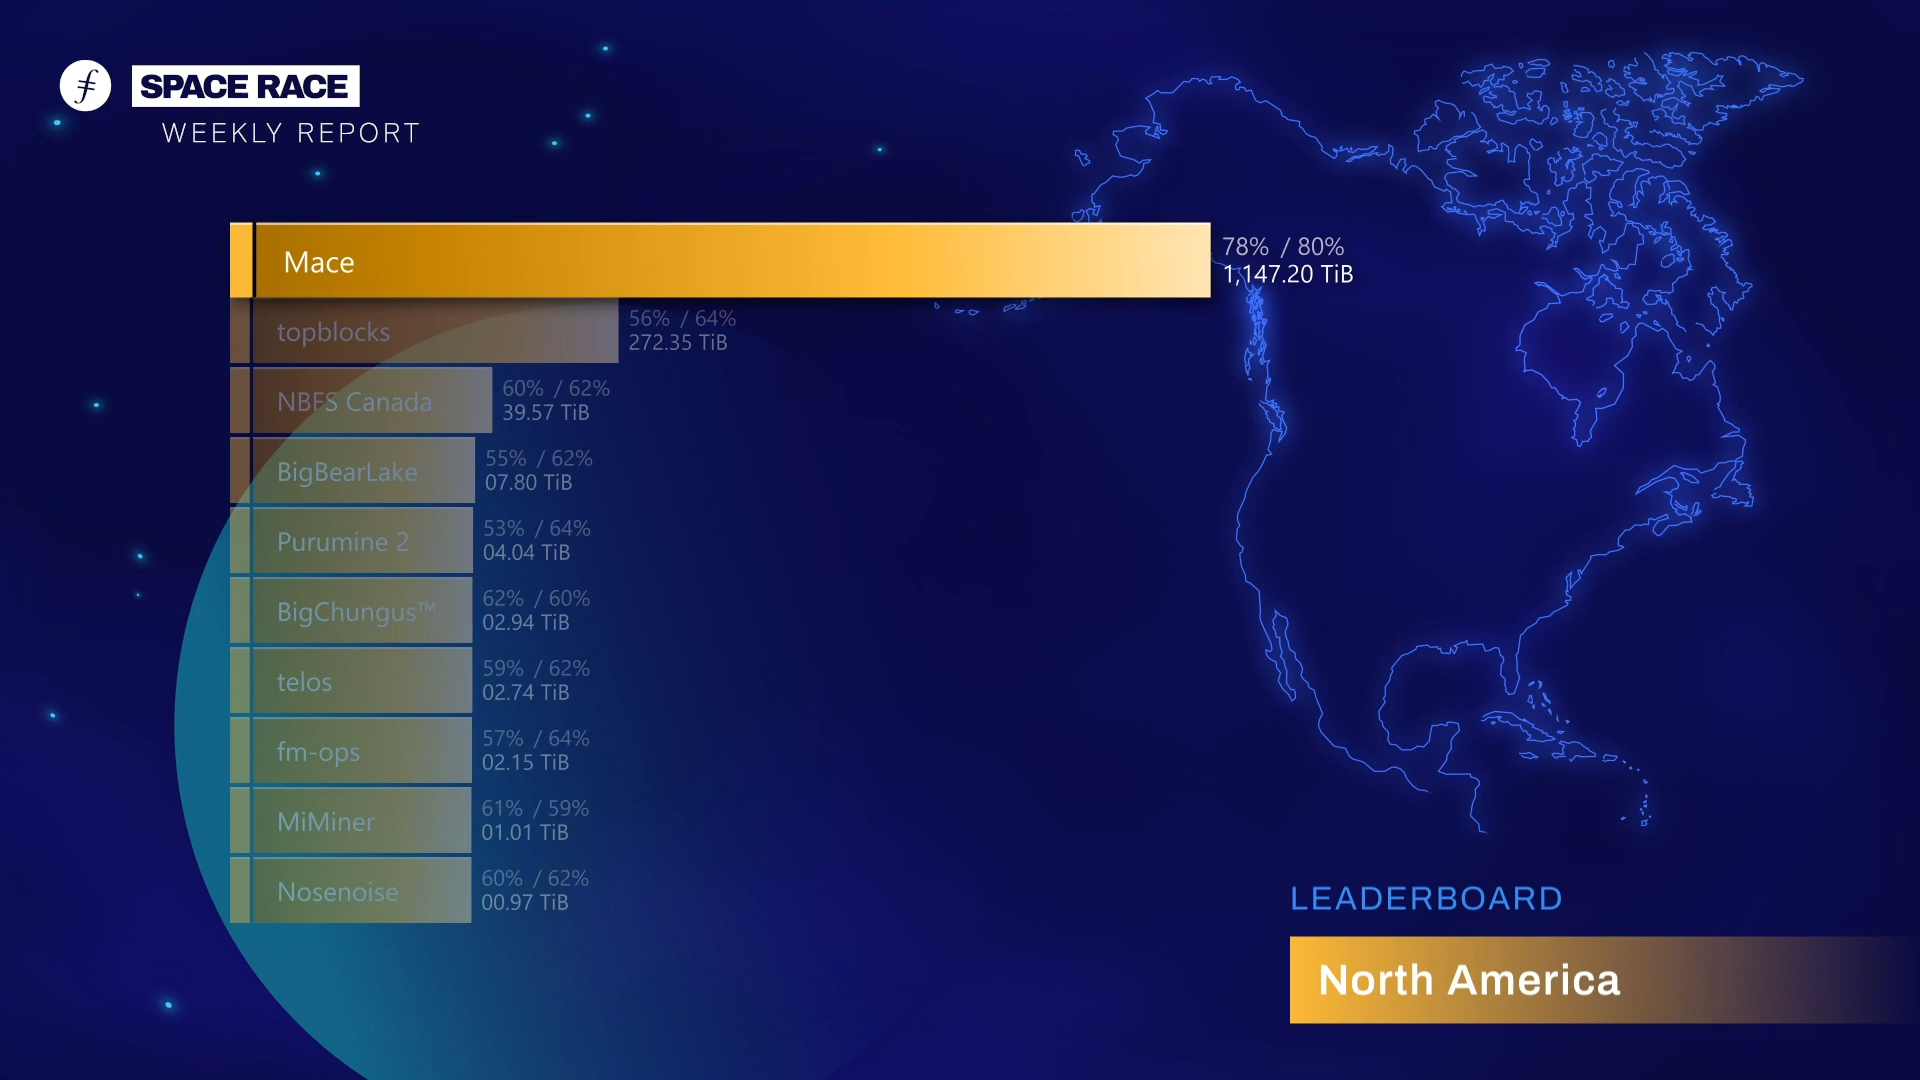 SPACE RACE
WEEKLY REPORT
Mace
78% / 80%
1,147.20 TiB
topblocks
56% / 64%
272.35 TiB
NBFS Canada
60% / 62%
39.57 TiB
BigBearLake
55% / 62%
07.80 TiB
Purumine 2
53% / 64%
04.04 TiB
BigChungus™
62% / 60%
02.94 TiB
telos
59% / 62%
02.74 TiB
fm-ops
57% / 64%
02.15 TiB
MiMiner
61% / 59%
01.01 TiB
Nosenoise
60% / 62%
00.97 TiB
LEADERBOARD
North America